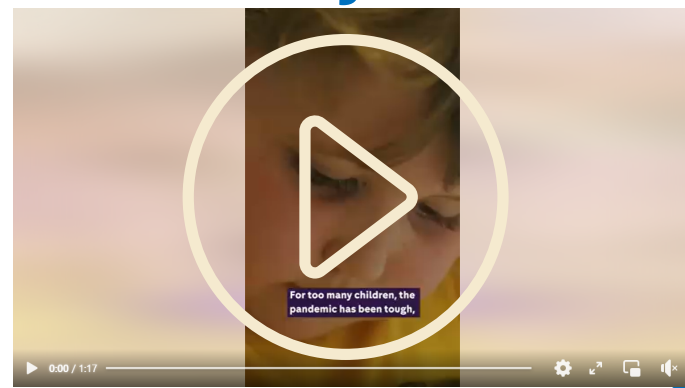 For too many children, the
pandemic has been tough,
0:00 / 1:17